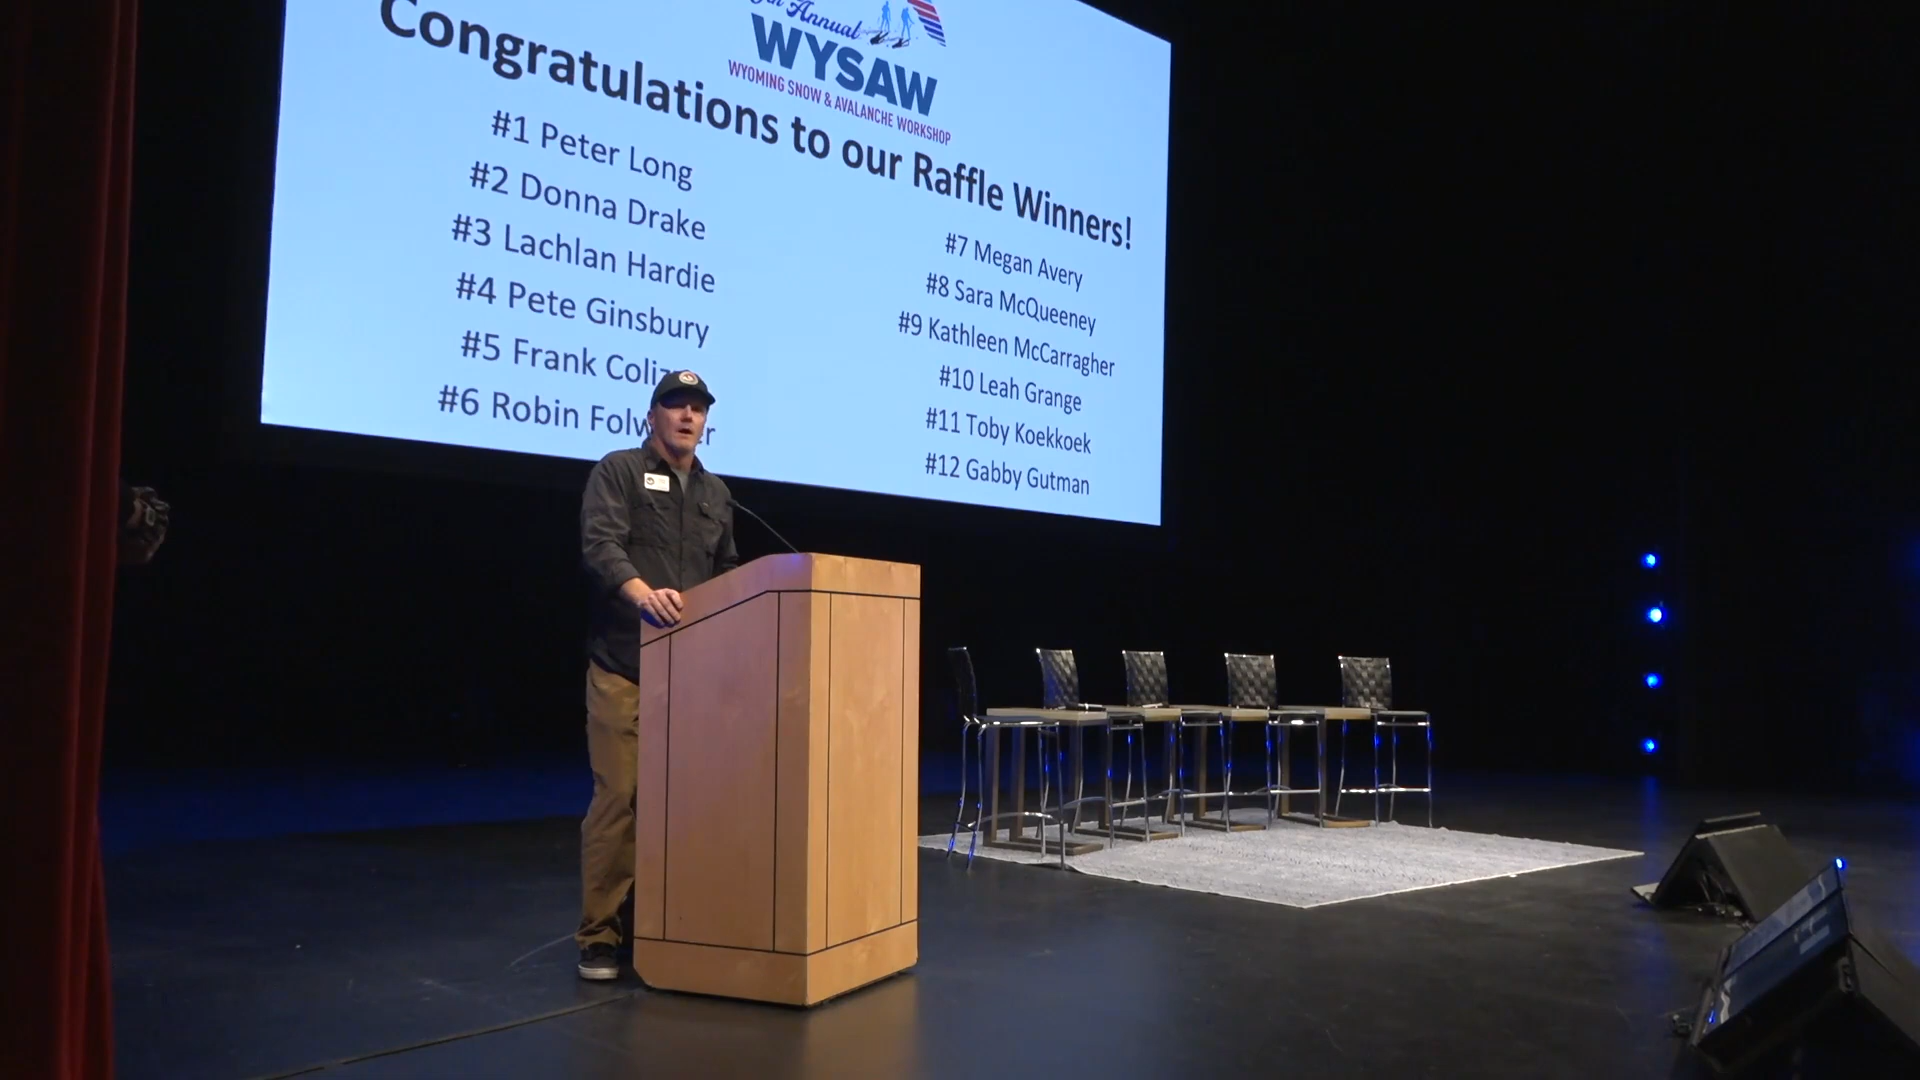 Annual
WYSAW
WYOMING SNOW & AVALANCHE WORKSHOP
Congratulations to our Raffle Winners!
#1 Peter Long
#2 Donna Drake
#3 Lachlan Hardie
#4 Pete Ginsbury
#5 Frank
#6 Robin
#7 Megan Avery
#8 Sara McQueeney
#9 Kathleen McCarragher
#10 Leah Grange
#11 Toby Koekkoek
#12 Gabby Gutman